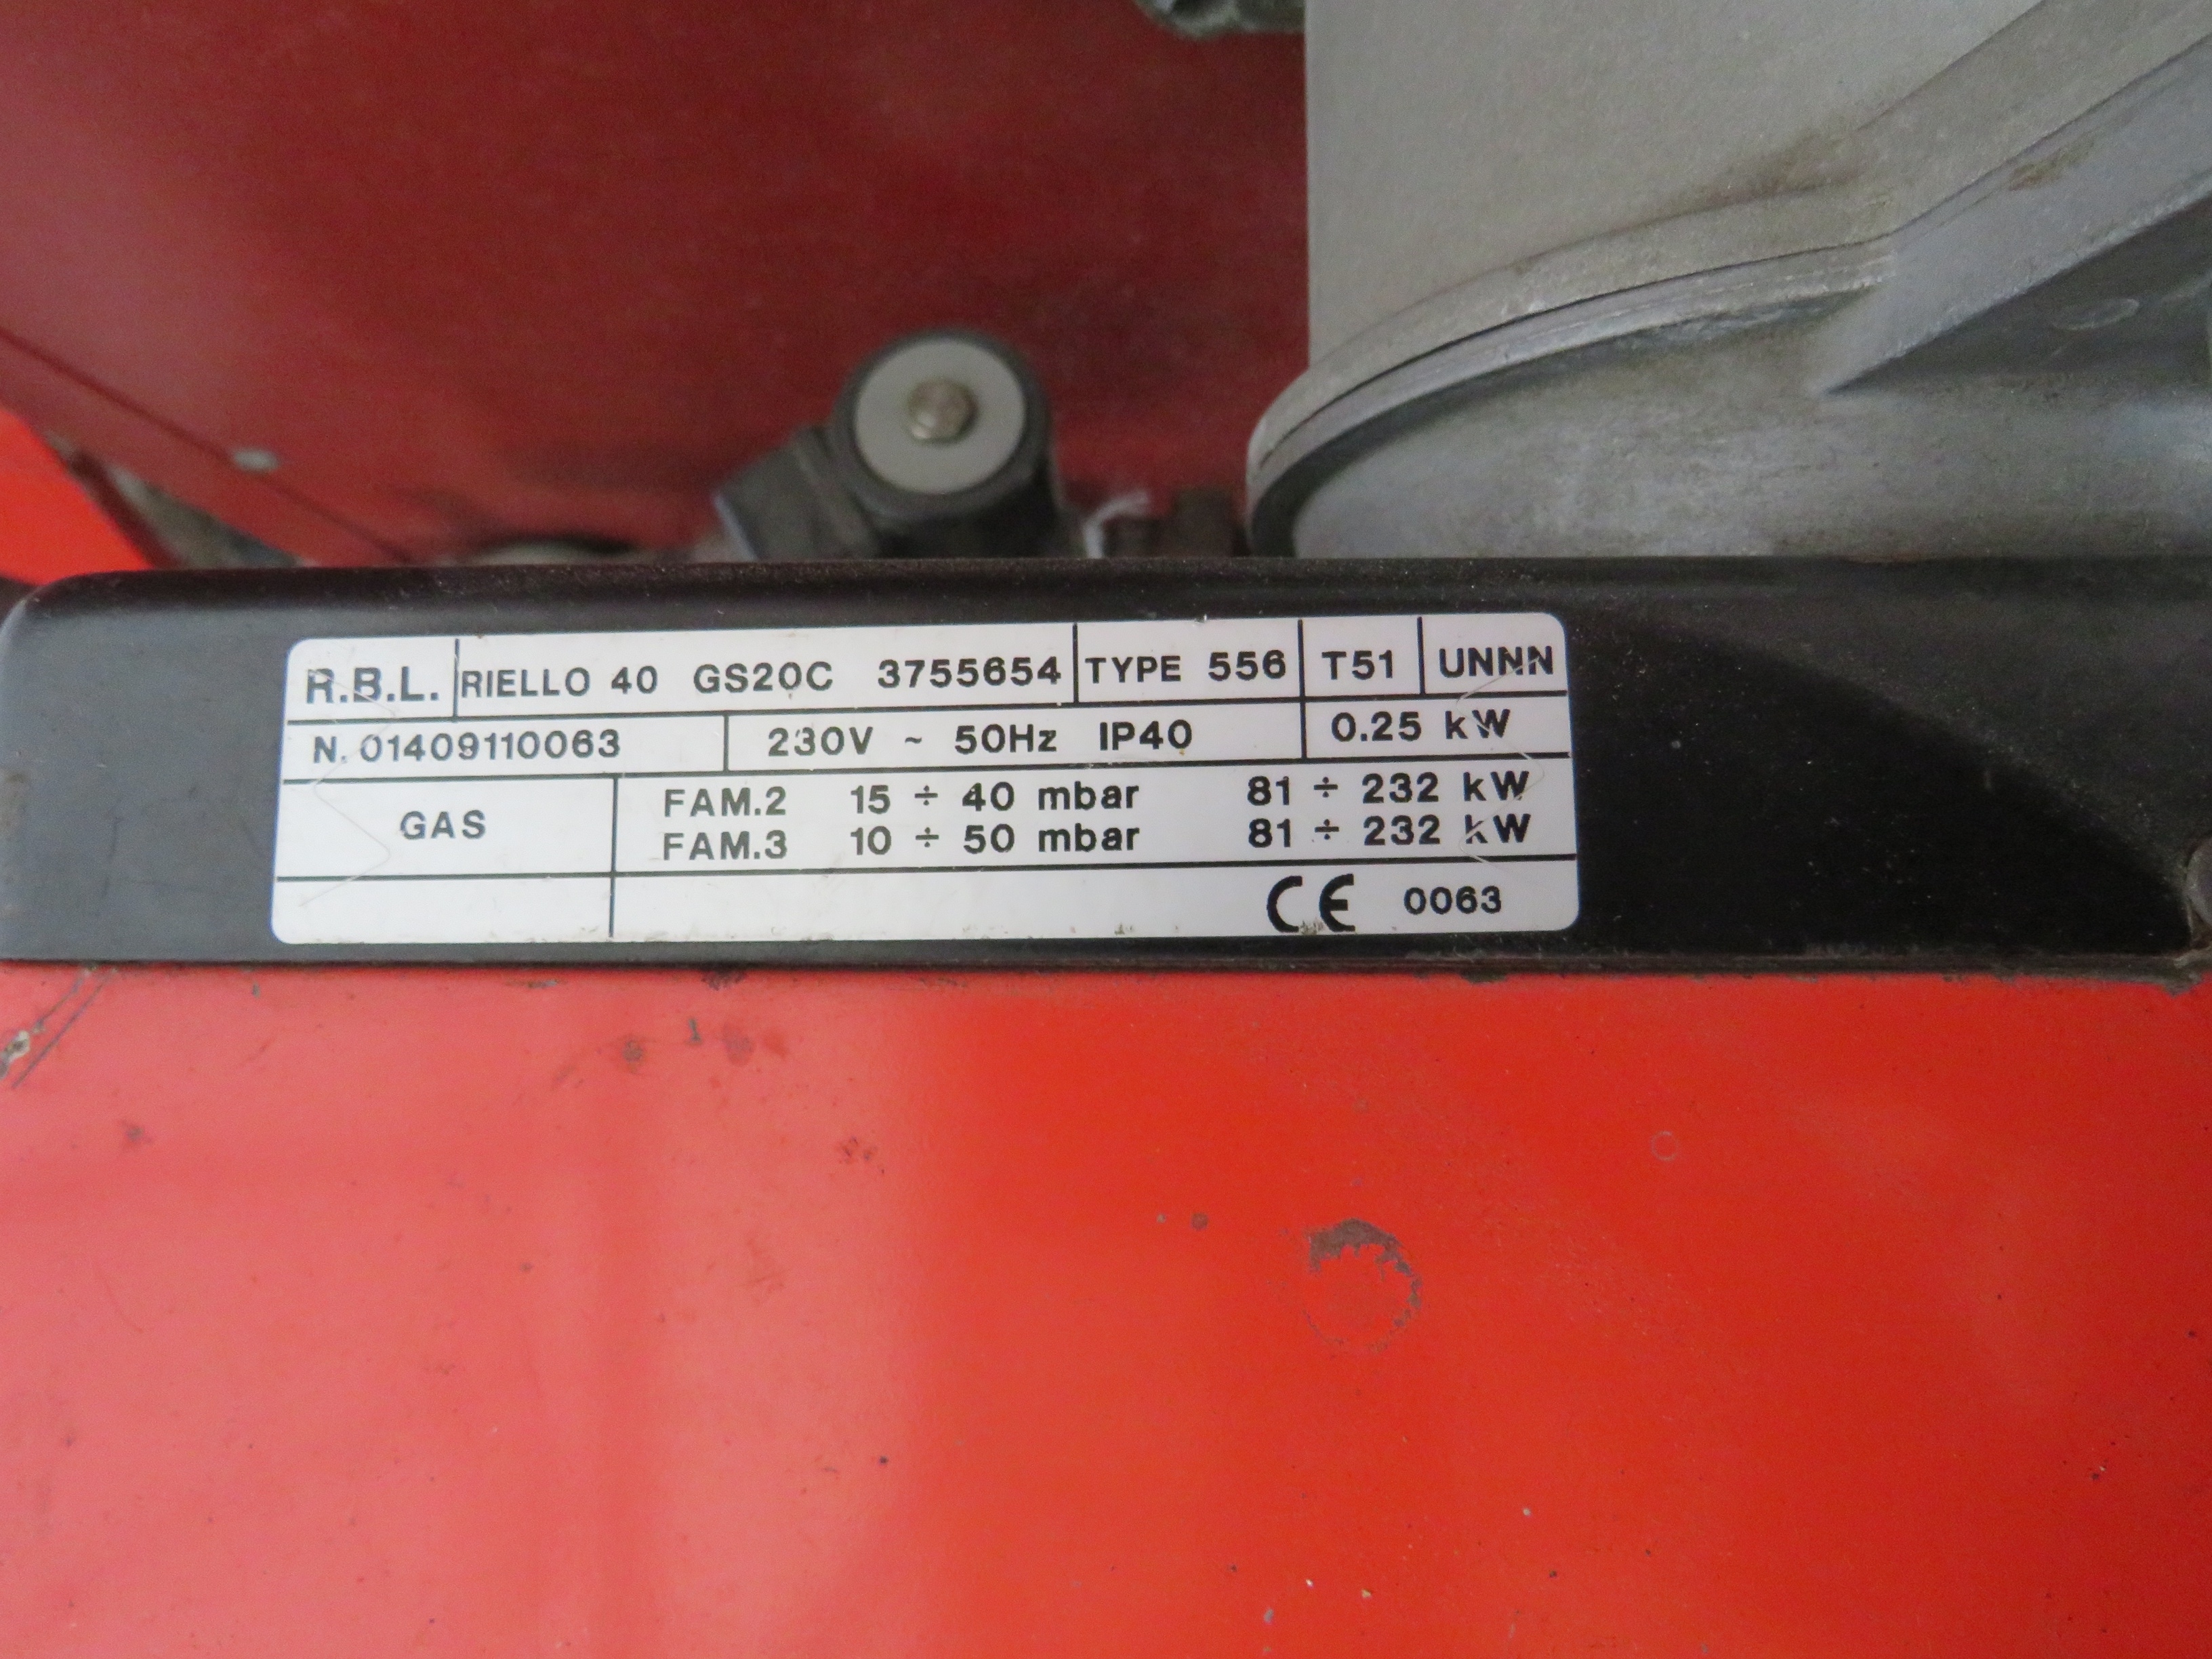 R.B.L. RIELLO 40 GS20C 3755654 TYPE 556 T51 UNNN
N. 01409110063 230V ~ 50Hz IP40 0.25 kW
GAS
FAM.2 15 ÷ 40 mbar 81 ÷ 232 kW
FAM.3 10 ÷ 50 mbar 81 ÷ 232 kW
CE 0063